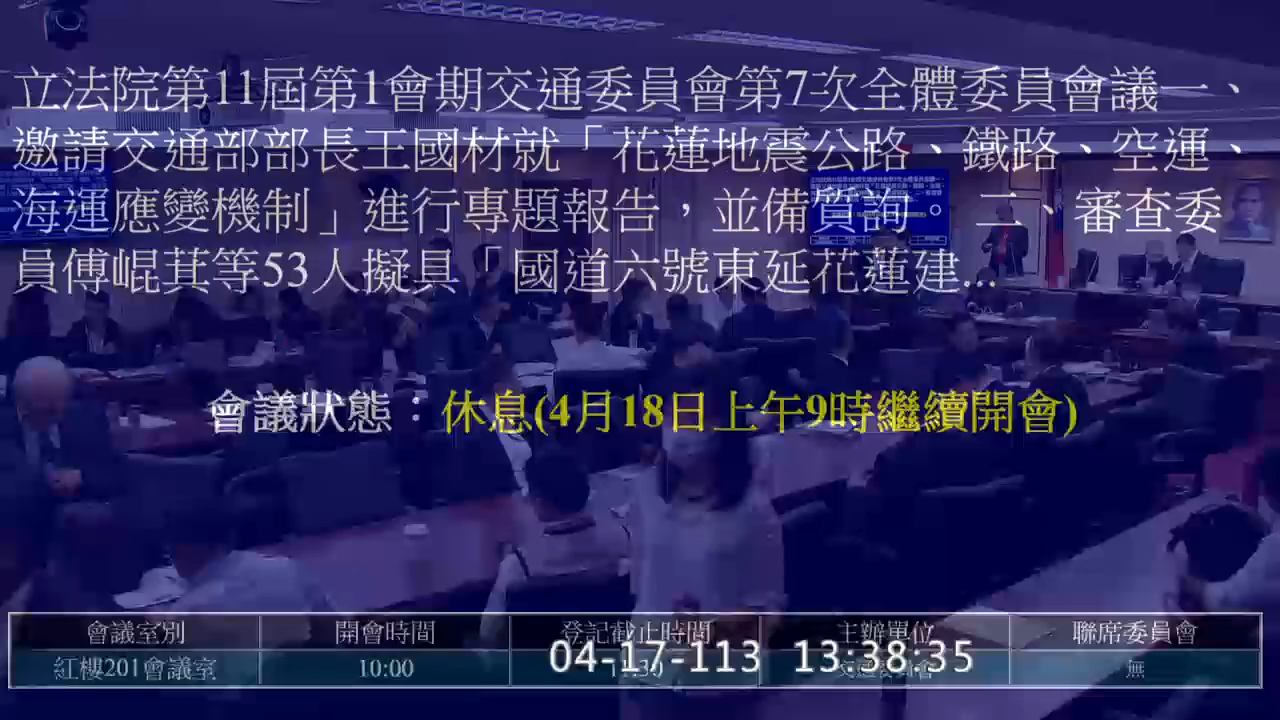 立法院第11屆第1會期交通委員會第7次全體委員會議一、
邀請交通部部長王國材就「花蓮地震公路、鐵路、空運、
海運應變機制」進行專題報告，並備質詢。 二、審查委
員傅崐萁等53人擬具「國道六號東延花蓮建...
會議狀態：休息(4月18日上午9時繼續開會)
會議室別 開會時間 登記截止時間 主辦單位 聯席委員會
紅樓201會議室 10:00 無
04-17-113 13:38:35